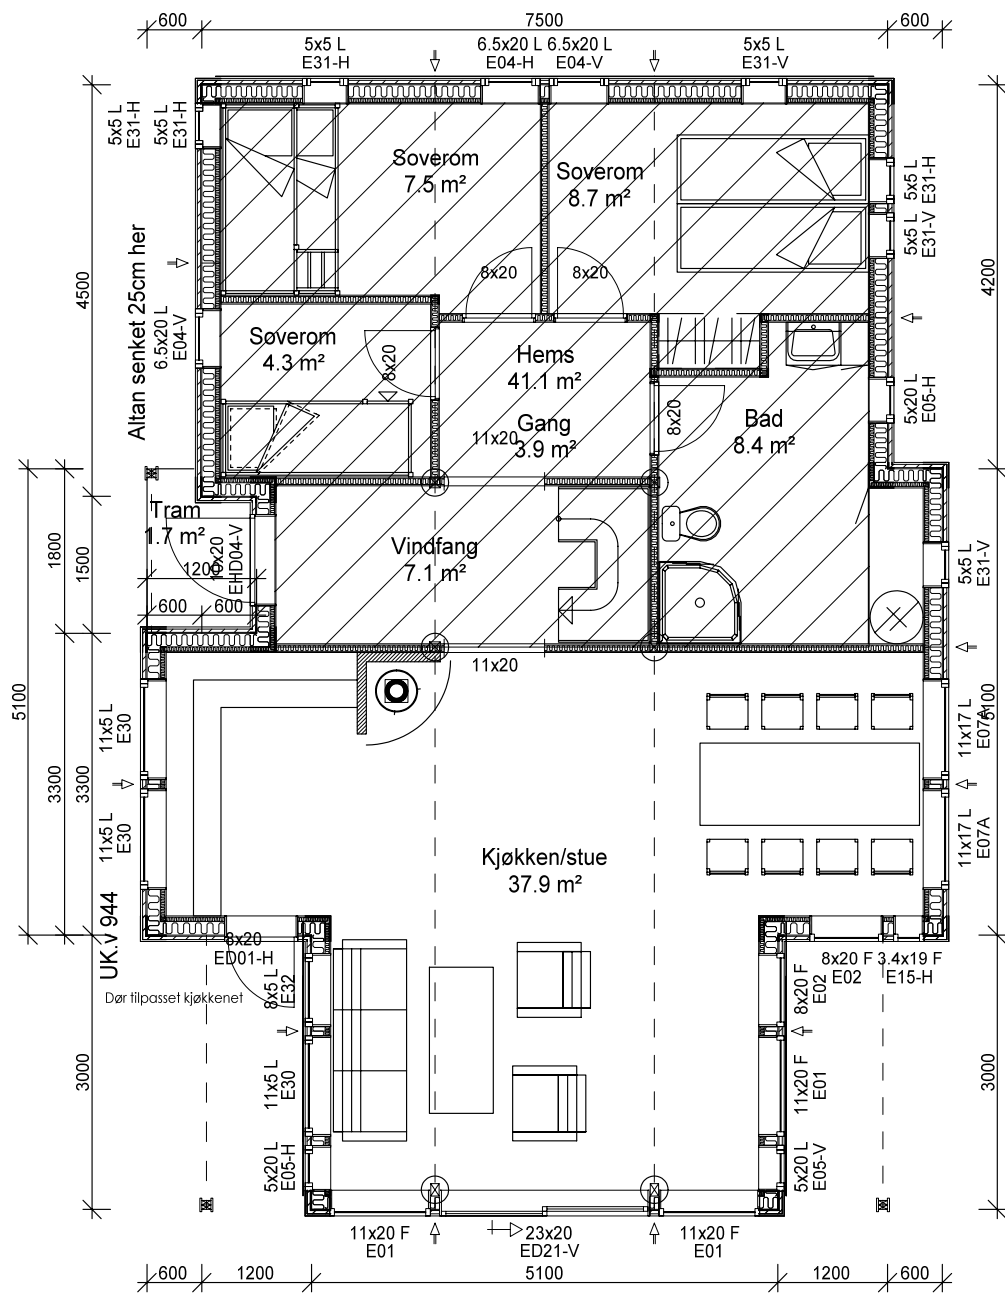 600
7500
600
5x5 L
E31-H
6.5x20 L
E04-H
6.5x20 L
E04-V
5x5 L
E31-V
5x5 L
E31-H
5x5 L
E31-H
4500
4200
Altan senket 25cm her
6.5x20 L
E04-V
Soverom
7.5 m²
Soverom
8.7 m²
5x5 L
E31-H
5x5 L
E31-V
8x20
8x20
Soverom
4.3 m²
8x20
Hems
41.1 m²
Gang
3.9 m²
11x20
8x20
Bad
8.4 m²
5x20 L
E05-H
Tram
1.7 m²
1200
600
600
10x20
EHD04-V
Vindfang
7.1 m²
5x5 L
E31-V
1800
1500
11x20
5100
3300
3300
11x5 L
E30
11x5 L
E30
11x17 L
E07A
5100
11x17 L
E07A
Kjøkken/stue
37.9 m²
UK.v 944
8x20
ED01-H
Dør tilpasset kjøkkenet
8x5 L
E32
8x20 F
E02
8x20 F
E02
3.4x19 F
E15-H
3000
11x5 L
E30
11x20 F
E01
3000
5x20 L
E05-H
5x20 L
E05-V
11x20 F
E01
23x20
ED21-V
11x20 F
E01
600
1200
5100
1200
600